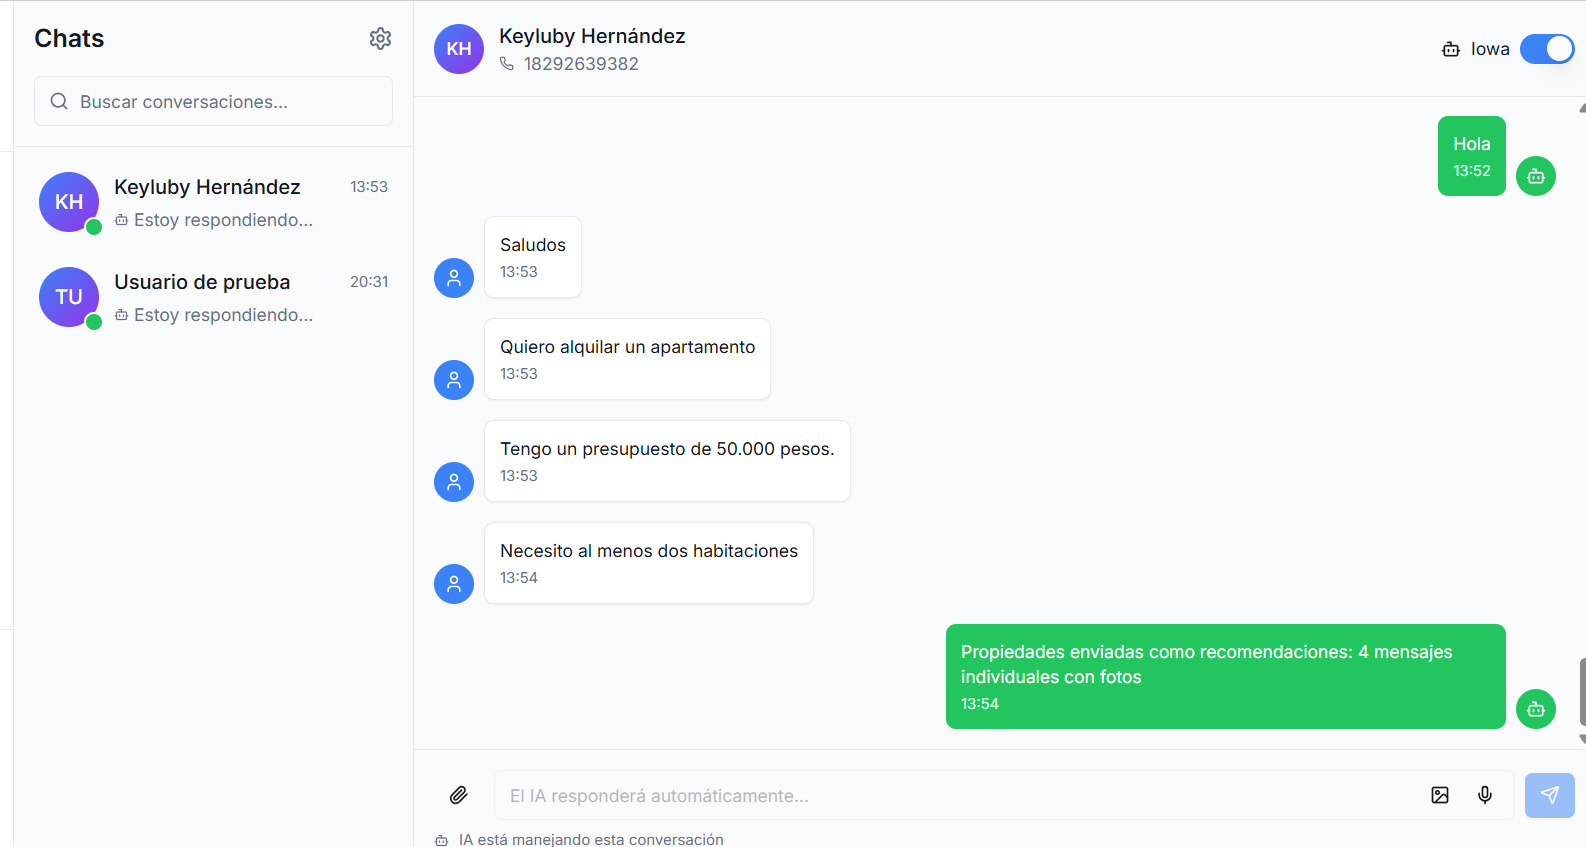 Chats
Buscar conversaciones...
KH
Keyluby Hernández
13:53
Estoy respondiendo...
TU
Usuario de prueba
20:31
Estoy respondiendo...
KH
Keyluby Hernández
18292639382
Iowa
Hola
13:52
Saludos
13:53
Quiero alquilar un apartamento
13:53
Tengo un presupuesto de 50.000 pesos.
13:53
Necesito al menos dos habitaciones
13:54
Propiedades enviadas como recomendaciones: 4 mensajes
individuales con fotos
13:54
El IA responderá automáticamente...
IA está manejando esta conversación